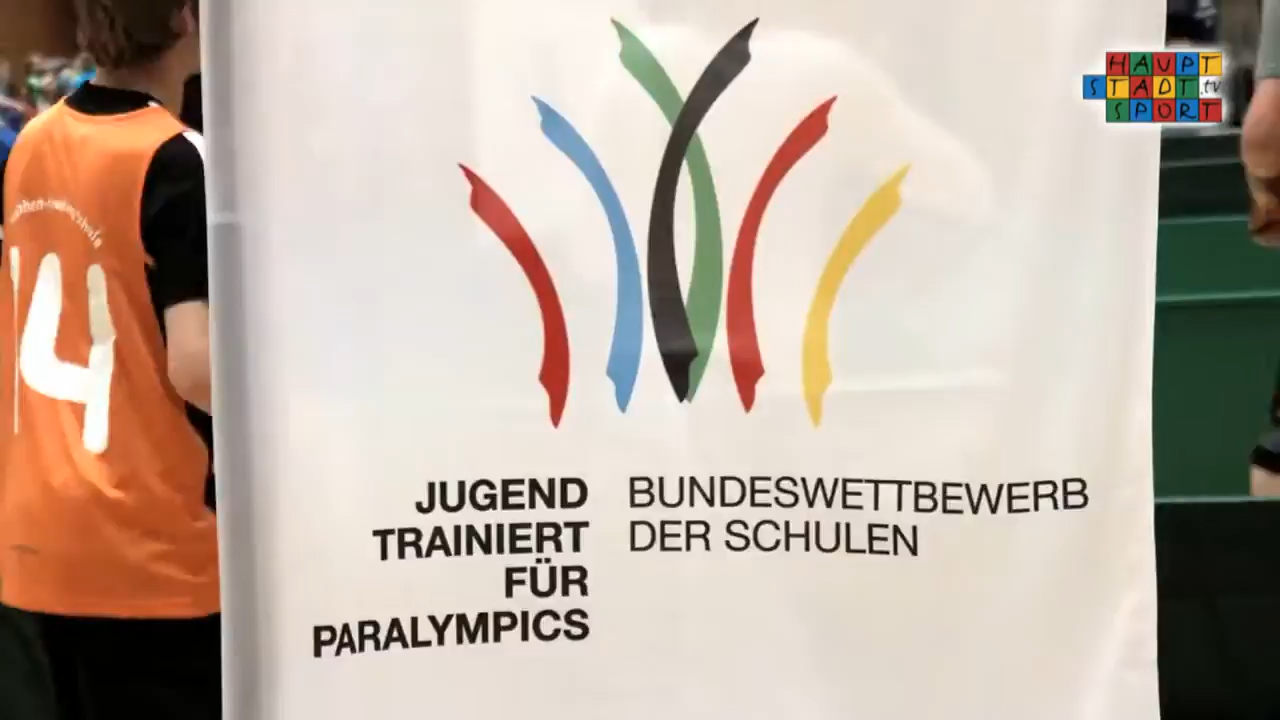 HAUPT
STADT.tv
SPORT
14
JUGEND
TRAINIERT
FÜR
PARALYMPICS
BUNDESWETTBEWERB
DER SCHULEN